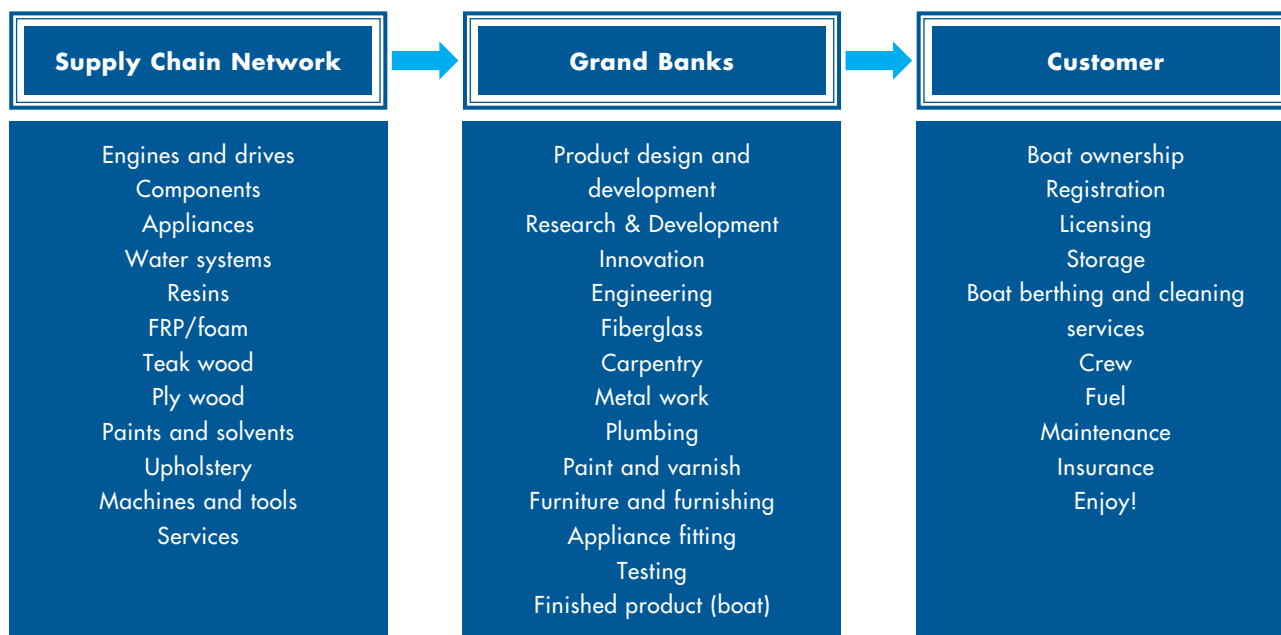 Supply Chain Network
Grand Banks
Customer
Engines and drives
Components
Appliances
Water systems
Resins
FRP/foam
Teak wood
Ply wood
Paints and solvents
Upholstery
Machines and tools
Services
Product design and
development
Research & Development
Innovation
Engineering
Fiberglass
Carpentry
Metal work
Plumbing
Paint and varnish
Furniture and furnishing
Appliance fitting
Testing
Finished product (boat)
Boat ownership
Registration
Licensing
Storage
Boat berthing and cleaning
services
Crew
Fuel
Maintenance
Insurance
Enjoy!